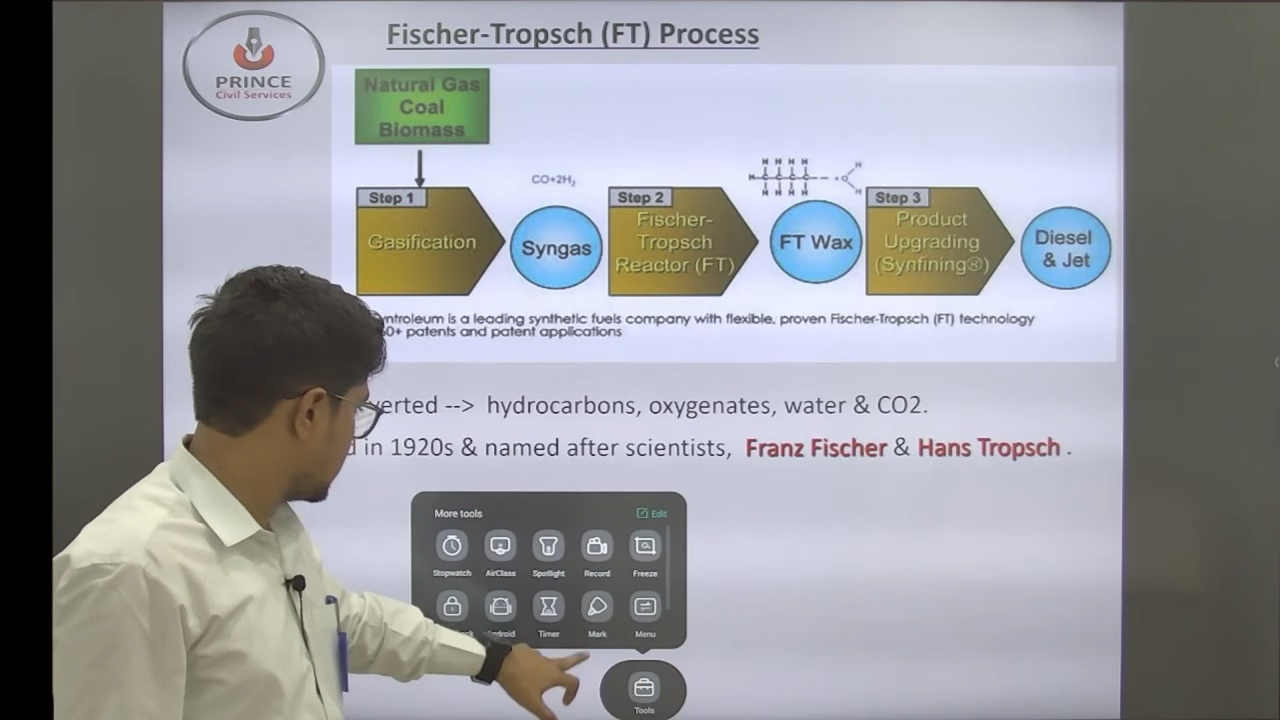 Fischer-Tropsch (FT) Process
PRINCE
Civil Services
Natural Gas
Coal
Biomass
CO+2H₂
H H H H
H C C C C O H
H H H H H
Step 1
Gasification
Syngas
Step 2
Fischer-
Tropsch
Reactor (FT)
FT Wax
Step 3
Product
Upgrading
(Synfining®)
Diesel
& Jet
is a leading synthetic fuels company with flexible, proven Fischer-Tropsch (FT) technology
patents and patent applications
--> hydrocarbons, oxygenates, water & CO2.
in 1920s & named after scientists, Franz Fischer & Hans Tropsch .
More tools
Edit
Stopwatch AirClass Spotlight Record Freeze
Timer Mark Menu
Tools